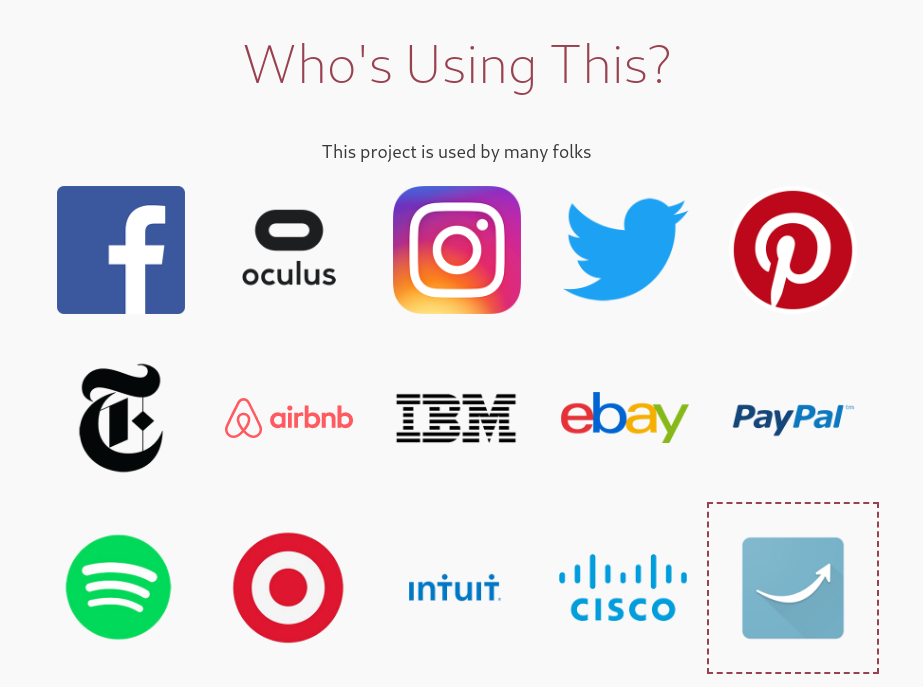 Who's Using This?
This project is used by many folks
f
oculus
T
airbnb
IBM
ebay
PayPal
intuit
cisco